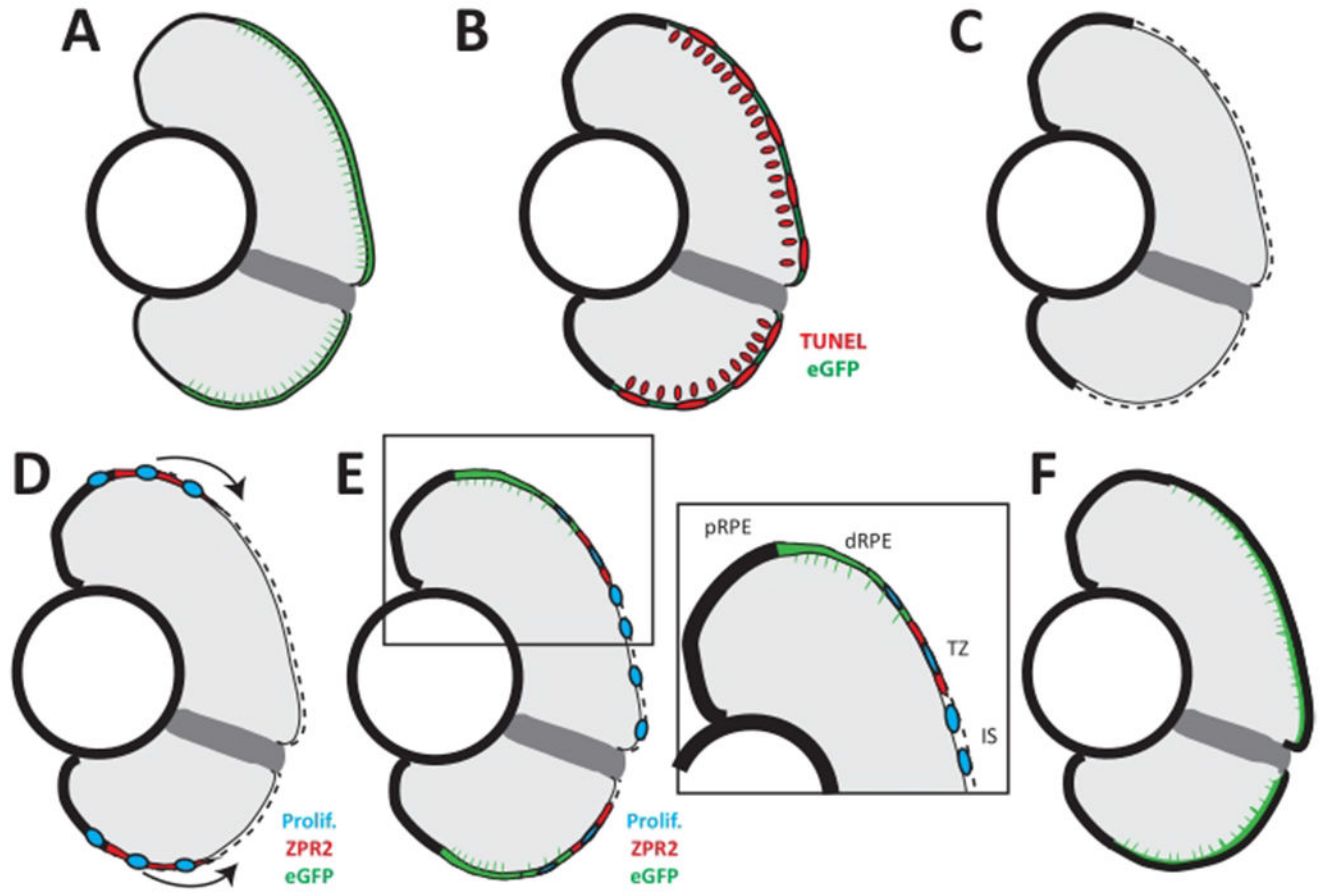 A
B
C
TUNEL
eGFP
D
E
F
pRPE
dRPE
TZ
IS
Prolif.
ZPR2
eGFP
Prolif.
ZPR2
eGFP